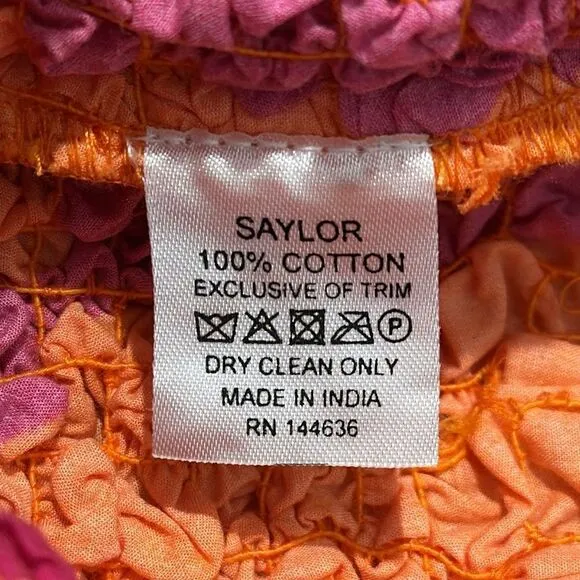 SAYLOR
100% COTTON
EXCLUSIVE OF TRIM
P
DRY CLEAN ONLY
MADE IN INDIA
RN 144636